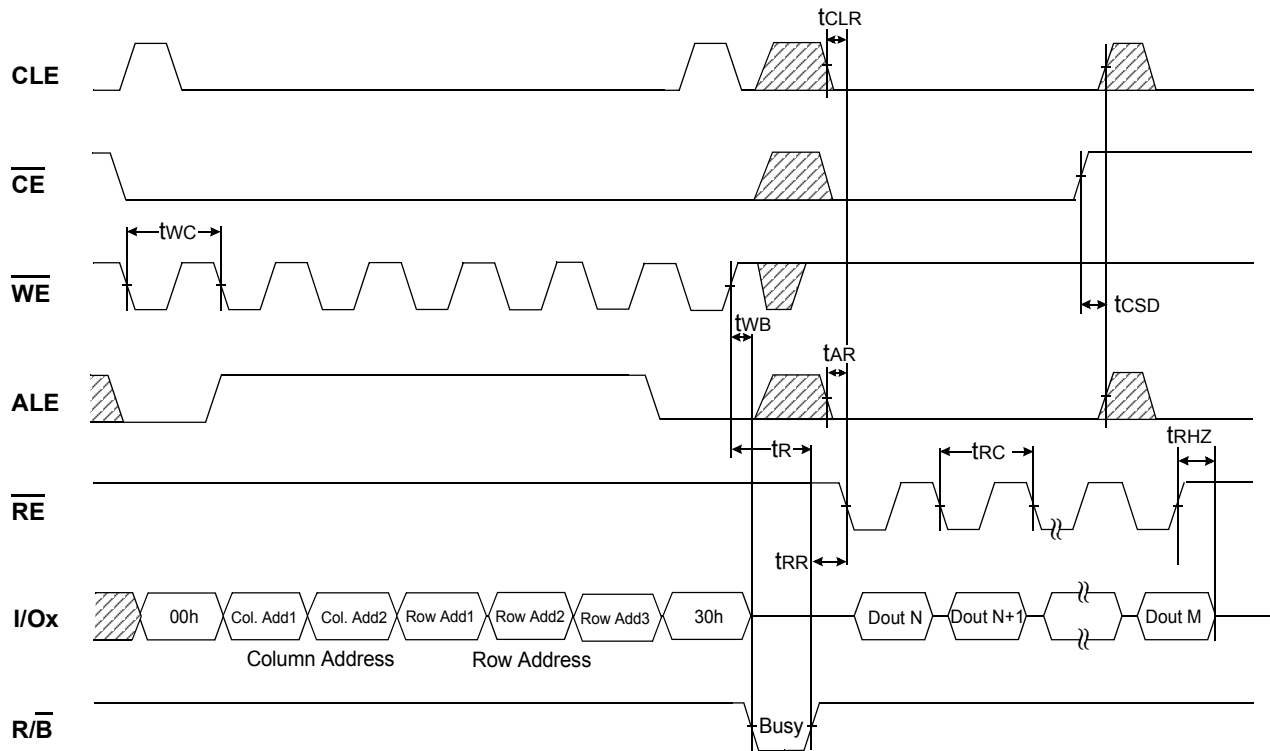 tCLR
CLE
CE
tWC
WE
tWB
tCSD
tAR
ALE
tR
tRC
tRHZ
RE
tRR
I/Ox
00h
Col. Add1
Col. Add2
Row Add1
Row Add2
Row Add3
30h
Dout N
Dout N+1
Dout M
Column Address
Row Address
R/B
Busy